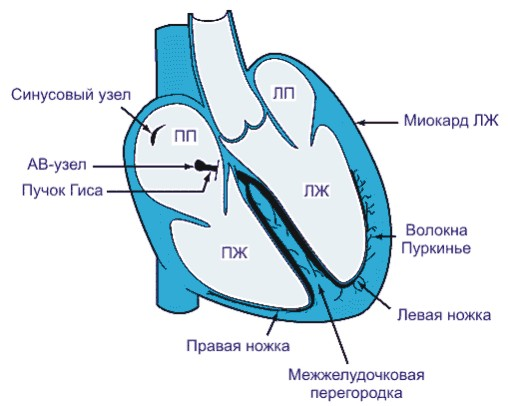 Синусовый узел
ЛП
ПП
Миокард ЛЖ
АВ-узел
Пучок Гиса
ЛЖ
Волокна
Пуркинье
ПЖ
Левая ножка
Правая ножка
Межжелудочковая
перегородка